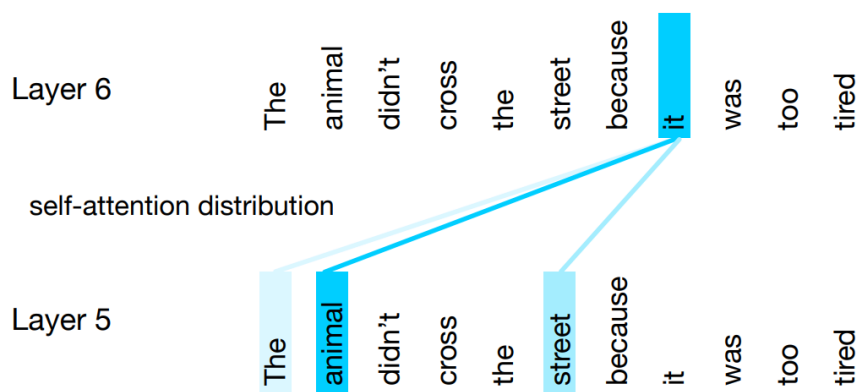 Layer 6 The animal didn't cross the street because it was too tired
self-attention distribution
Layer 5 The animal didn't cross the street because it was too tired